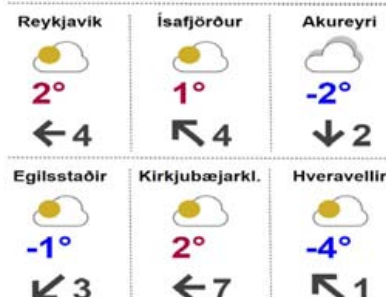 Reykjavík Ísafjörður Akureyri
2° 1° -2°
4 4 2
Egilsstaðir Kirkjubæjarkl. Hveravellir
-1° 2° -4°
3 7 1